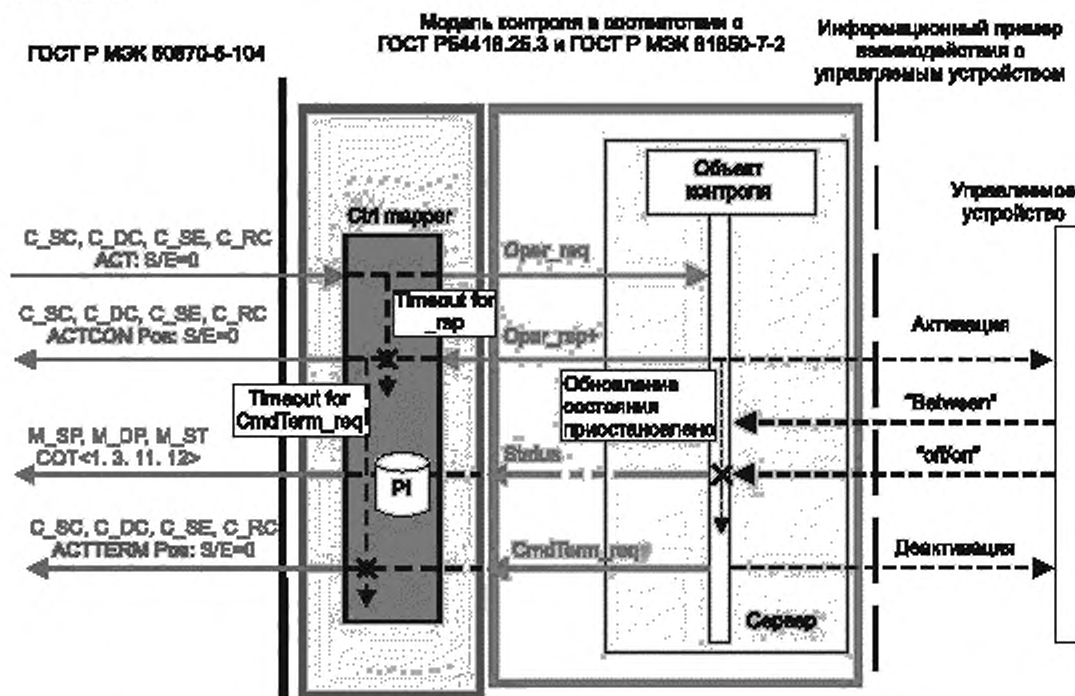 ГОСТ Р МЭК 60870-5-104
Модель контроля в соответствии с
ГОСТ Р54418.25.3 и ГОСТ Р МЭК 61850-7-2
Информационный пример
взаимодействия с
управляемым устройством
Объект
контроля
Управляемое
устройство
Ctrl mapper
C_SC, C_DC, C_SE, C_RC
ACT: S/E=0
Oper_req
Timeout for
_rsp
C_SC, C_DC, C_SE, C_RC
ACTCON Pos: S/E=0
Oper_rsp+
Активация
Timeout for
CmdTerm_req
Обновление
состояния
приостановлено
"Between"
M_SP, M_DP, M_ST
COT<1. 3. 11. 12>
PI
Status
"off/on"
C_SC, C_DC, C_SE, C_RC
ACTTERM Pos: S/E=0
CmdTerm_req+
Деактивация
Сервер